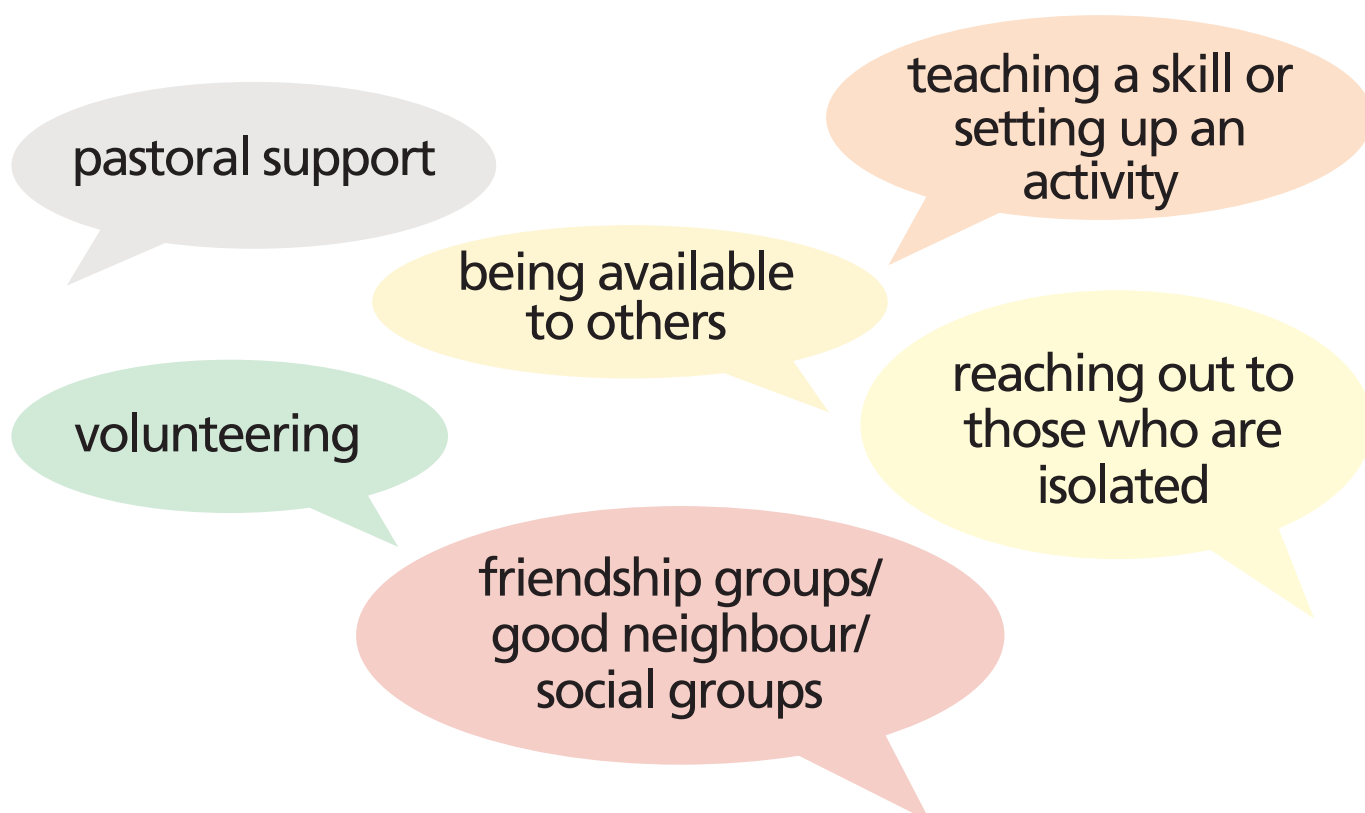 pastoral support
teaching a skill or
setting up an
activity
being available
to others
volunteering
reaching out to
those who are
isolated
friendship groups/
good neighbour/
social groups